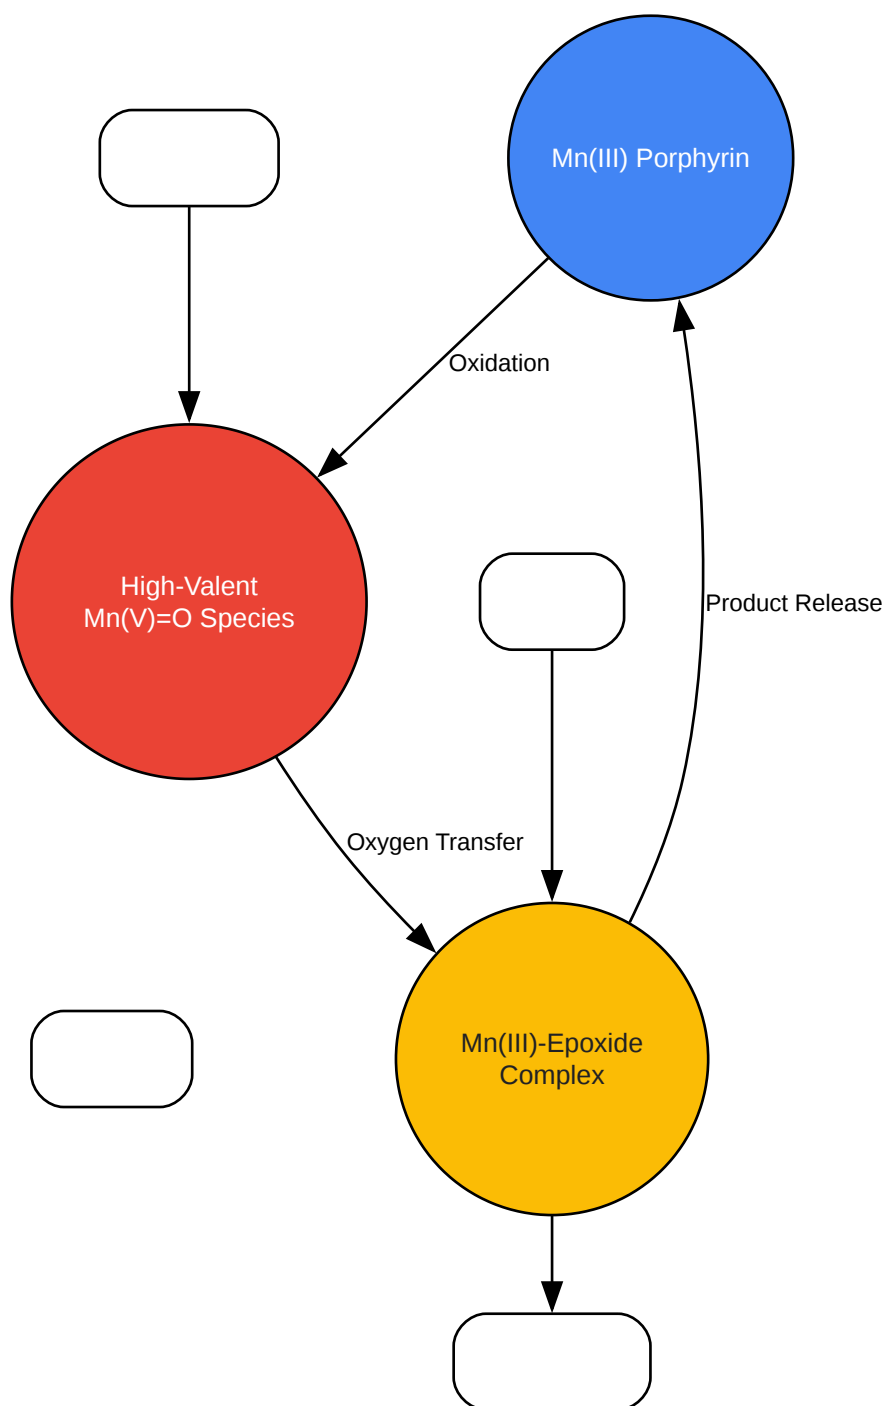 Mn(III) Porphyrin
Oxidation
High-Valent
Mn(V)=O Species
Product Release
Oxygen Transfer
Mn(III)-Epoxide
Complex